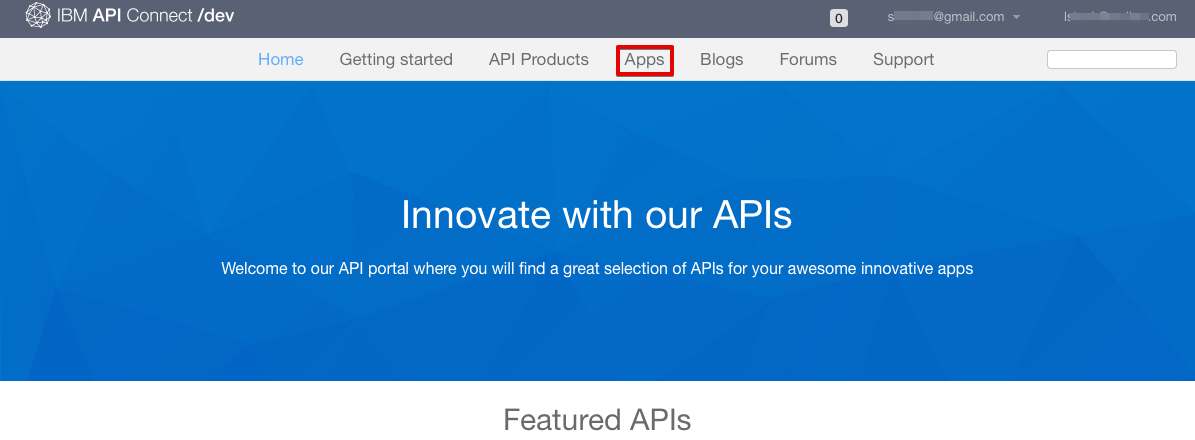 IBM API Connect /dev
0
@gmail.com
.com
Home Getting started API Products Apps Blogs Forums Support
Innovate with our APIs
Welcome to our API portal where you will find a great selection of APIs for your awesome innovative apps
Featured APIs